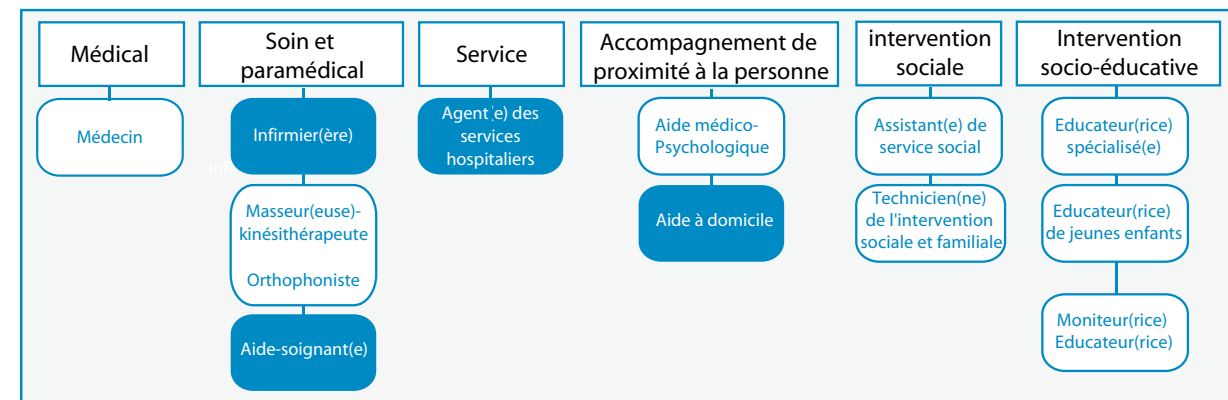 Médical
Soin et
paramédical
Service
Accompagnement de
proximité à la personne
intervention
sociale
Intervention
socio-éducative
Médecin
Infirmier(ère)
Masseur(euse)-
kinésithérapeute
Orthophoniste
Aide-soignant(e)
Agent(e) des
services
hospitaliers
Aide médico-
Psychologique
Aide à domicile
Assistant(e) de
service social
Technicien(ne)
de l'intervention
sociale et familiale
Educateur(rice)
spécialisé(e)
Educateur(rice)
de jeunes enfants
Moniteur(rice)
Educateur(rice)